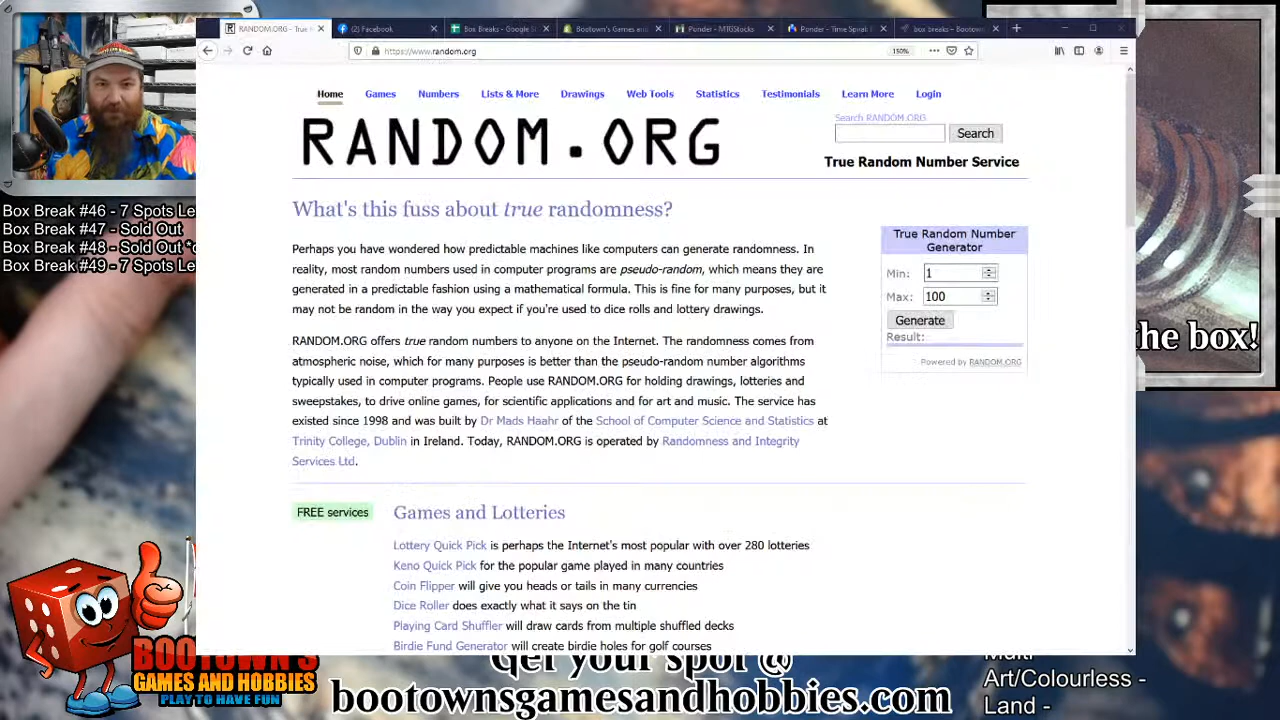 RANDOM.ORG - T
(2) Facebook
Box Breaks - Google S
Bootown's Games and
Ponder - MTGStocks
Ponder - Time Spiral
box breaks – Bootown
https://www.random.org
150%
Home Games Numbers Lists & More Drawings Web Tools Statistics Testimonials Learn More Login
RANDOM.ORG
Search RANDOM.ORG
Search
True Random Number Service
What's this fuss about true randomness?
Perhaps you have wondered how predictable machines like computers can generate randomness. In
reality, most random numbers used in computer programs are pseudo-random, which means they are
generated in a predictable fashion using a mathematical formula. This is fine for many purposes, but it
may not be random in the way you expect if you're used to dice rolls and lottery drawings.
RANDOM.ORG offers true random numbers to anyone on the Internet. The randomness comes from
atmospheric noise, which for many purposes is better than the pseudo-random number algorithms
typically used in computer programs. People use RANDOM.ORG for holding drawings, lotteries and
sweepstakes, to drive online games, for scientific applications and for art and music. The service has
existed since 1998 and was built by Dr Mads Haahr of the School of Computer Science and Statistics at
Trinity College, Dublin in Ireland. Today, RANDOM.ORG is operated by Randomness and Integrity
Services Ltd.
True Random Number
Generator
Min: 1
Max: 100
Generate
Result:
Powered by RANDOM.ORG
FREE services
Games and Lotteries
Lottery Quick Pick is perhaps the Internet's most popular with over 280 lotteries
Keno Quick Pick for the popular game played in many countries
Coin Flipper will give you heads or tails in many currencies
Dice Roller does exactly what it says on the tin
Playing Card Shuffler will draw cards from multiple shuffled decks
Birdie Fund Generator will create birdie holes for golf courses
Box Break #46 - 7 Spots Le
Box Break #47 - Sold Out
Box Break #48 - Sold Out *
Box Break #49 - 7 Spots Le
the box!
BOOTOWN'S
GAMES AND HOBBIES
PLAY TO HAVE FUN
Get your spot @
bootownsgamesandhobbies.com
Multi
Art/Colourless -
Land -